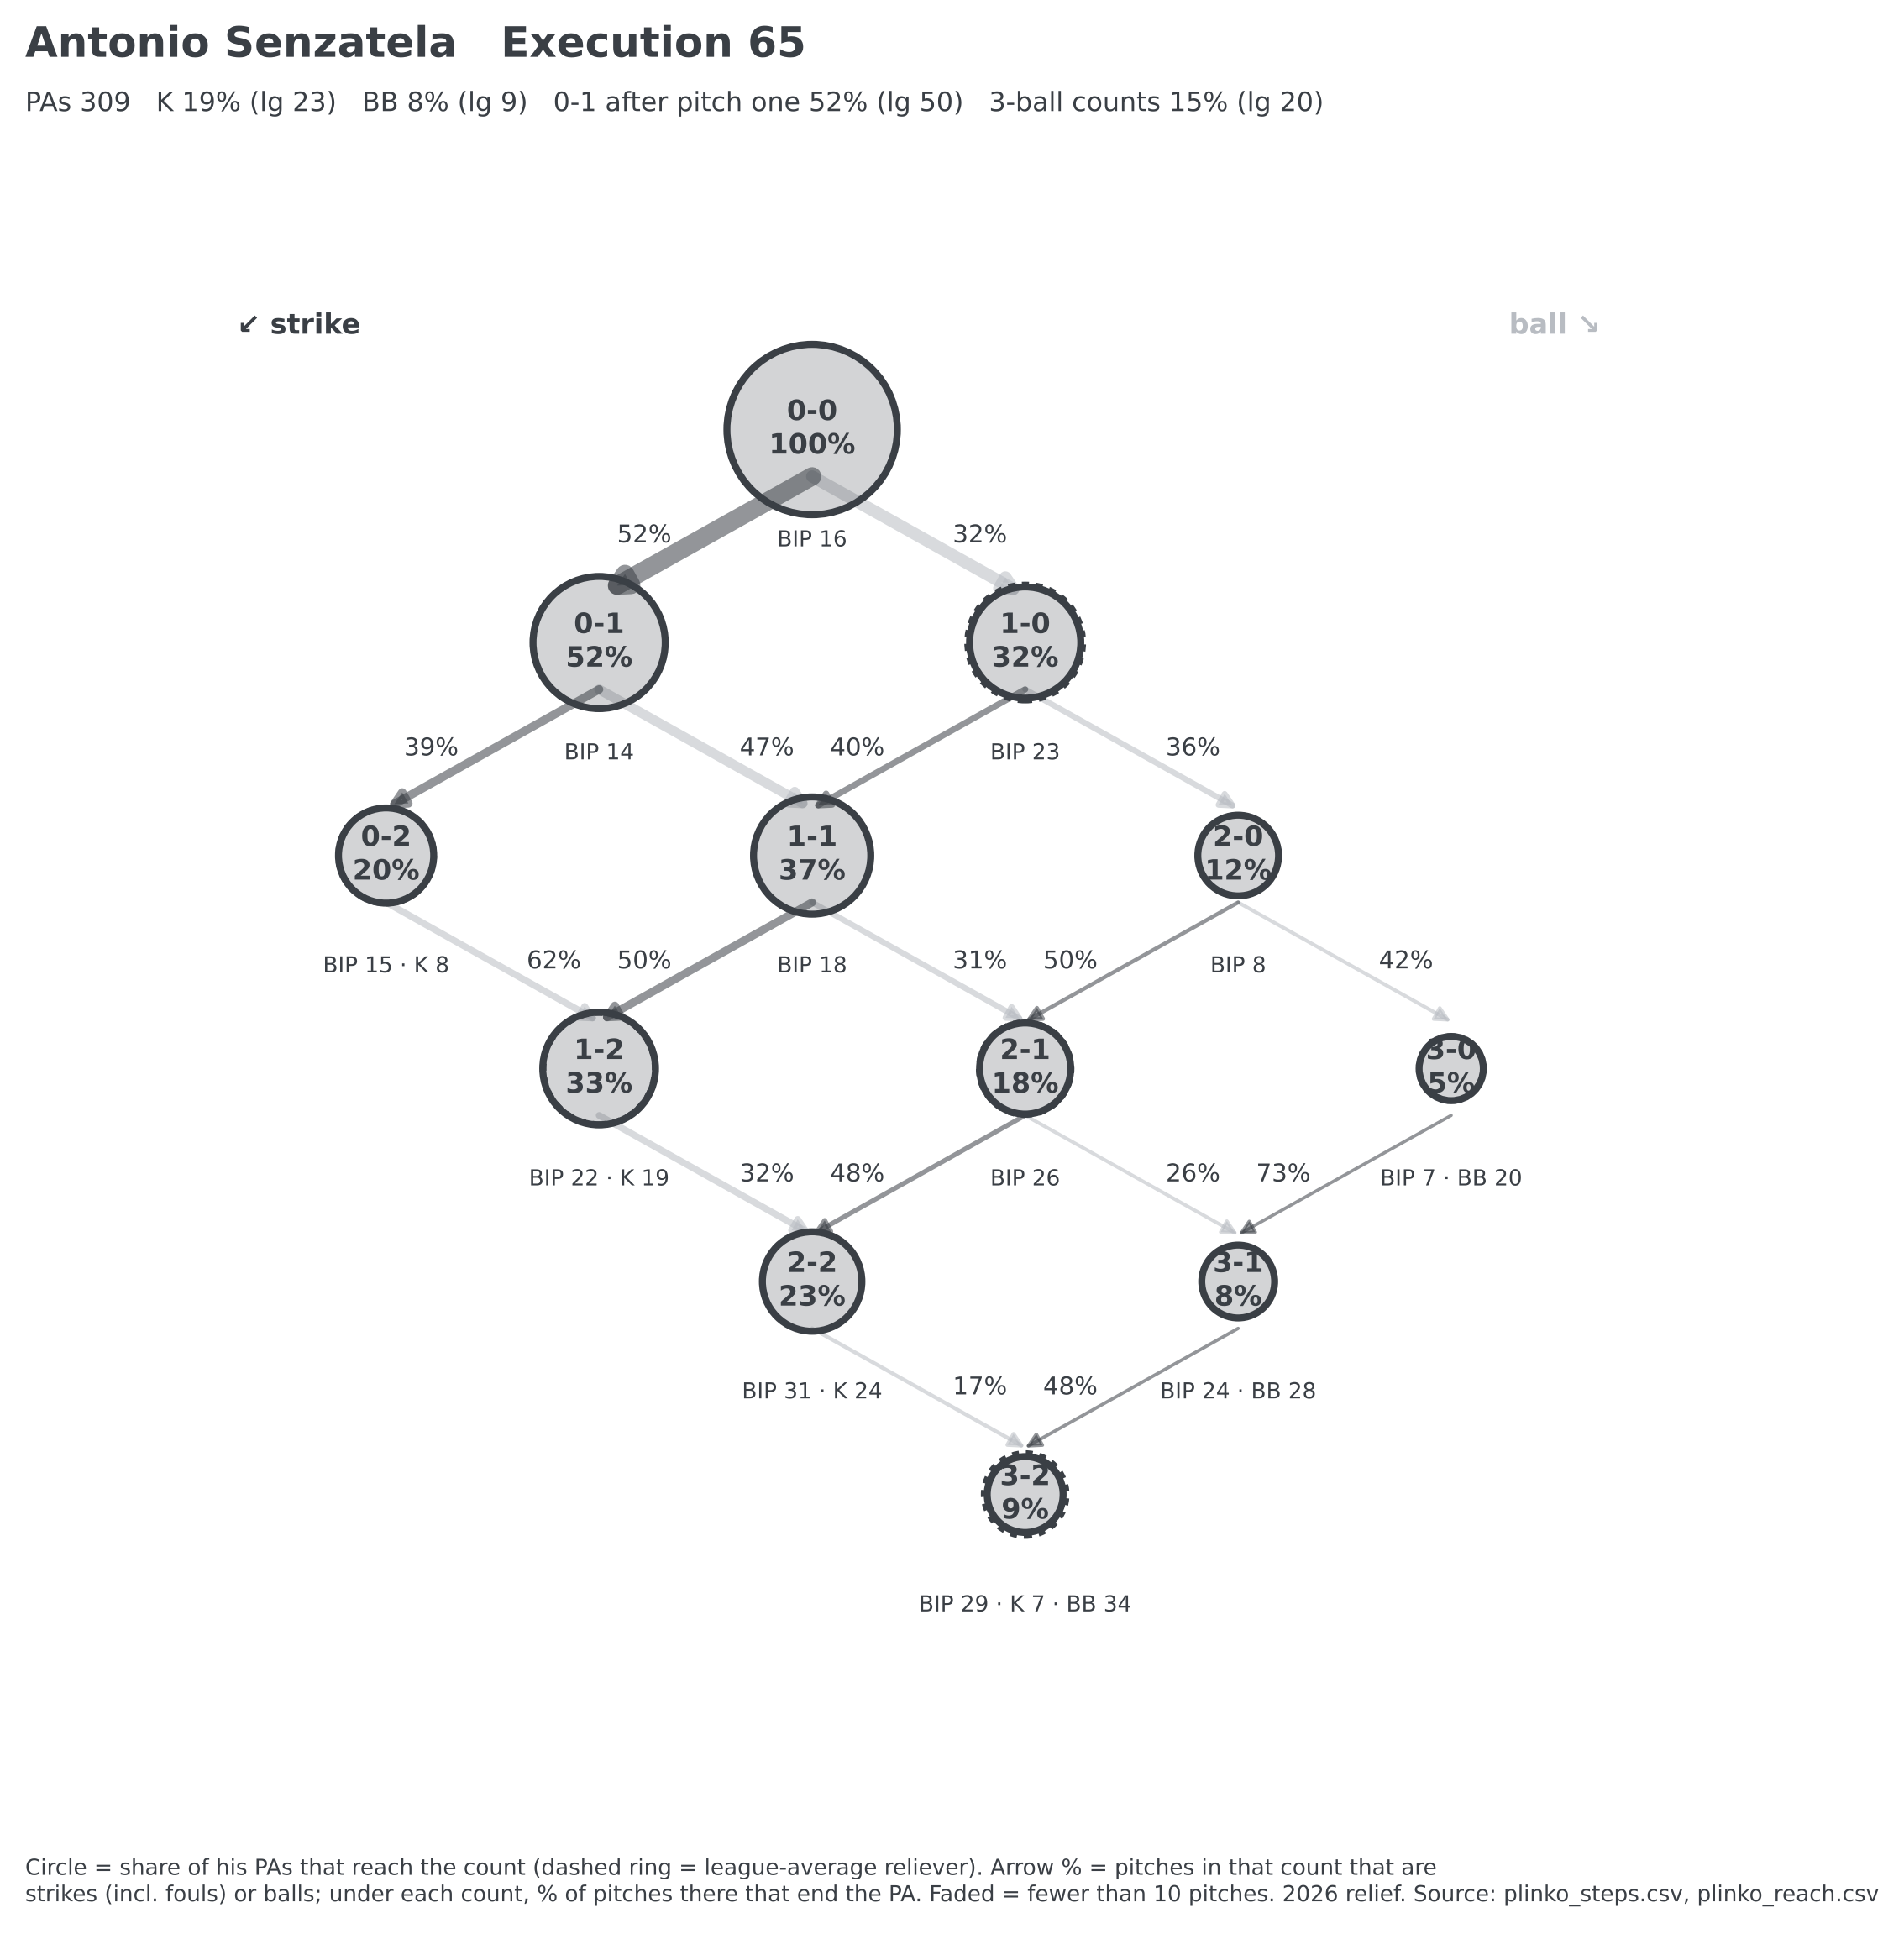 Antonio Senzatela   Execution 65
PAs 309   K 19% (lg 23)   BB 8% (lg 9)   0-1 after pitch one 52% (lg 50)   3-ball counts 15% (lg 20)
↙ strike
ball ↘
0-0
100%
52%
32%
BIP 16
0-1
52%
1-0
32%
39%
47%
40%
36%
BIP 14
BIP 23
0-2
20%
1-1
37%
2-0
12%
62%
50%
31%
50%
42%
BIP 15 · K 8
BIP 18
BIP 8
1-2
33%
2-1
18%
3-0
5%
32%
48%
26%
73%
BIP 22 · K 19
BIP 26
BIP 7 · BB 20
2-2
23%
3-1
8%
17%
48%
BIP 31 · K 24
BIP 24 · BB 28
3-2
9%
BIP 29 · K 7 · BB 34
Circle = share of his PAs that reach the count (dashed ring = league-average reliever). Arrow % = pitches in that count that are
strikes (incl. fouls) or balls; under each count, % of pitches there that end the PA. Faded = fewer than 10 pitches. 2026 relief. Source: plinko_steps.csv, plinko_reach.csv